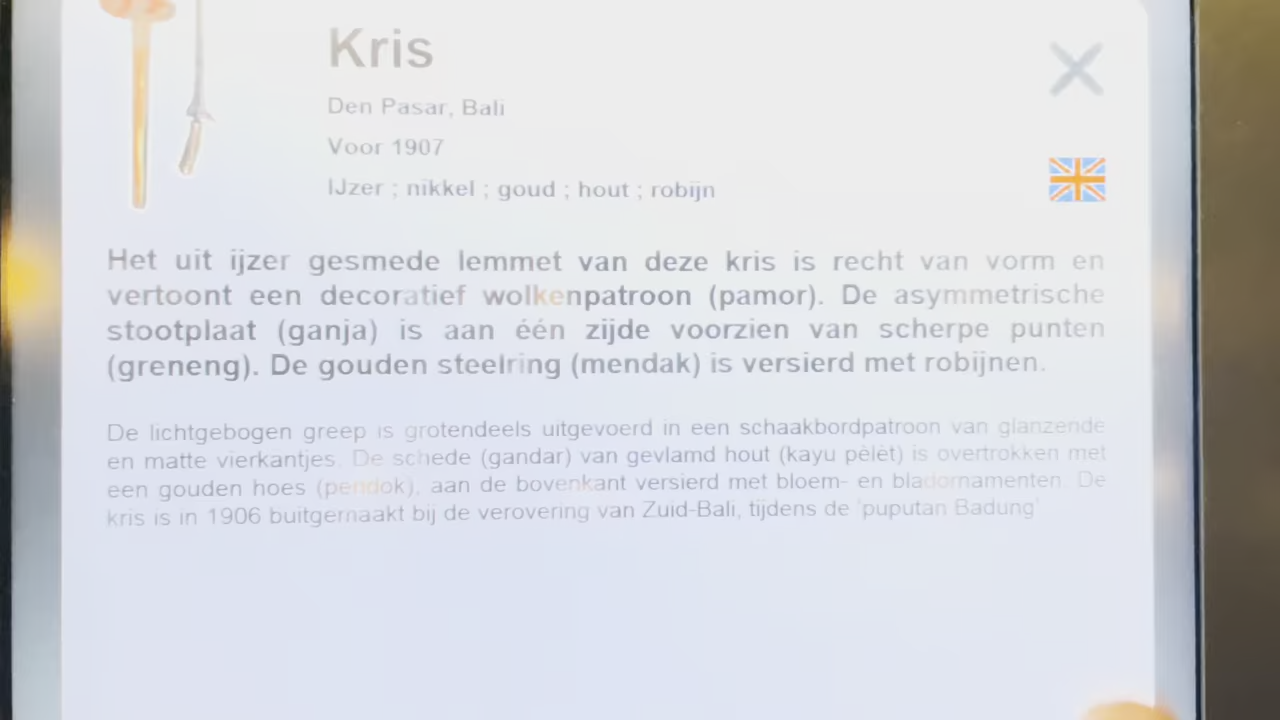 Kris
Den Pasar, Bali
Voor 1907
IJzer ; nikkel ; goud ; hout ; robijn
Het uit ijzer gesmede lemmet van deze kris is recht van vorm en
vertoont een decoratief wolkenpatroon (pamor). De asymmetrische
stootplaat (ganja) is aan één zijde voorzien van scherpe punten
(greneng). De gouden steelring (mendak) is versierd met robijnen.
De lichtgebogen greep is grotendeels uitgevoerd in een schaakbordpatroon van glanzende
en matte vierkantjes. De schede (gandar) van gevlamd hout (kayu pèlèt) is overtrokken met
een gouden hoes (pendok), aan de bovenkant versierd met bloem- en bladornamenten. De
kris is in 1906 buitgemaakt bij de verovering van Zuid-Bali, tijdens de 'puputan Badung'